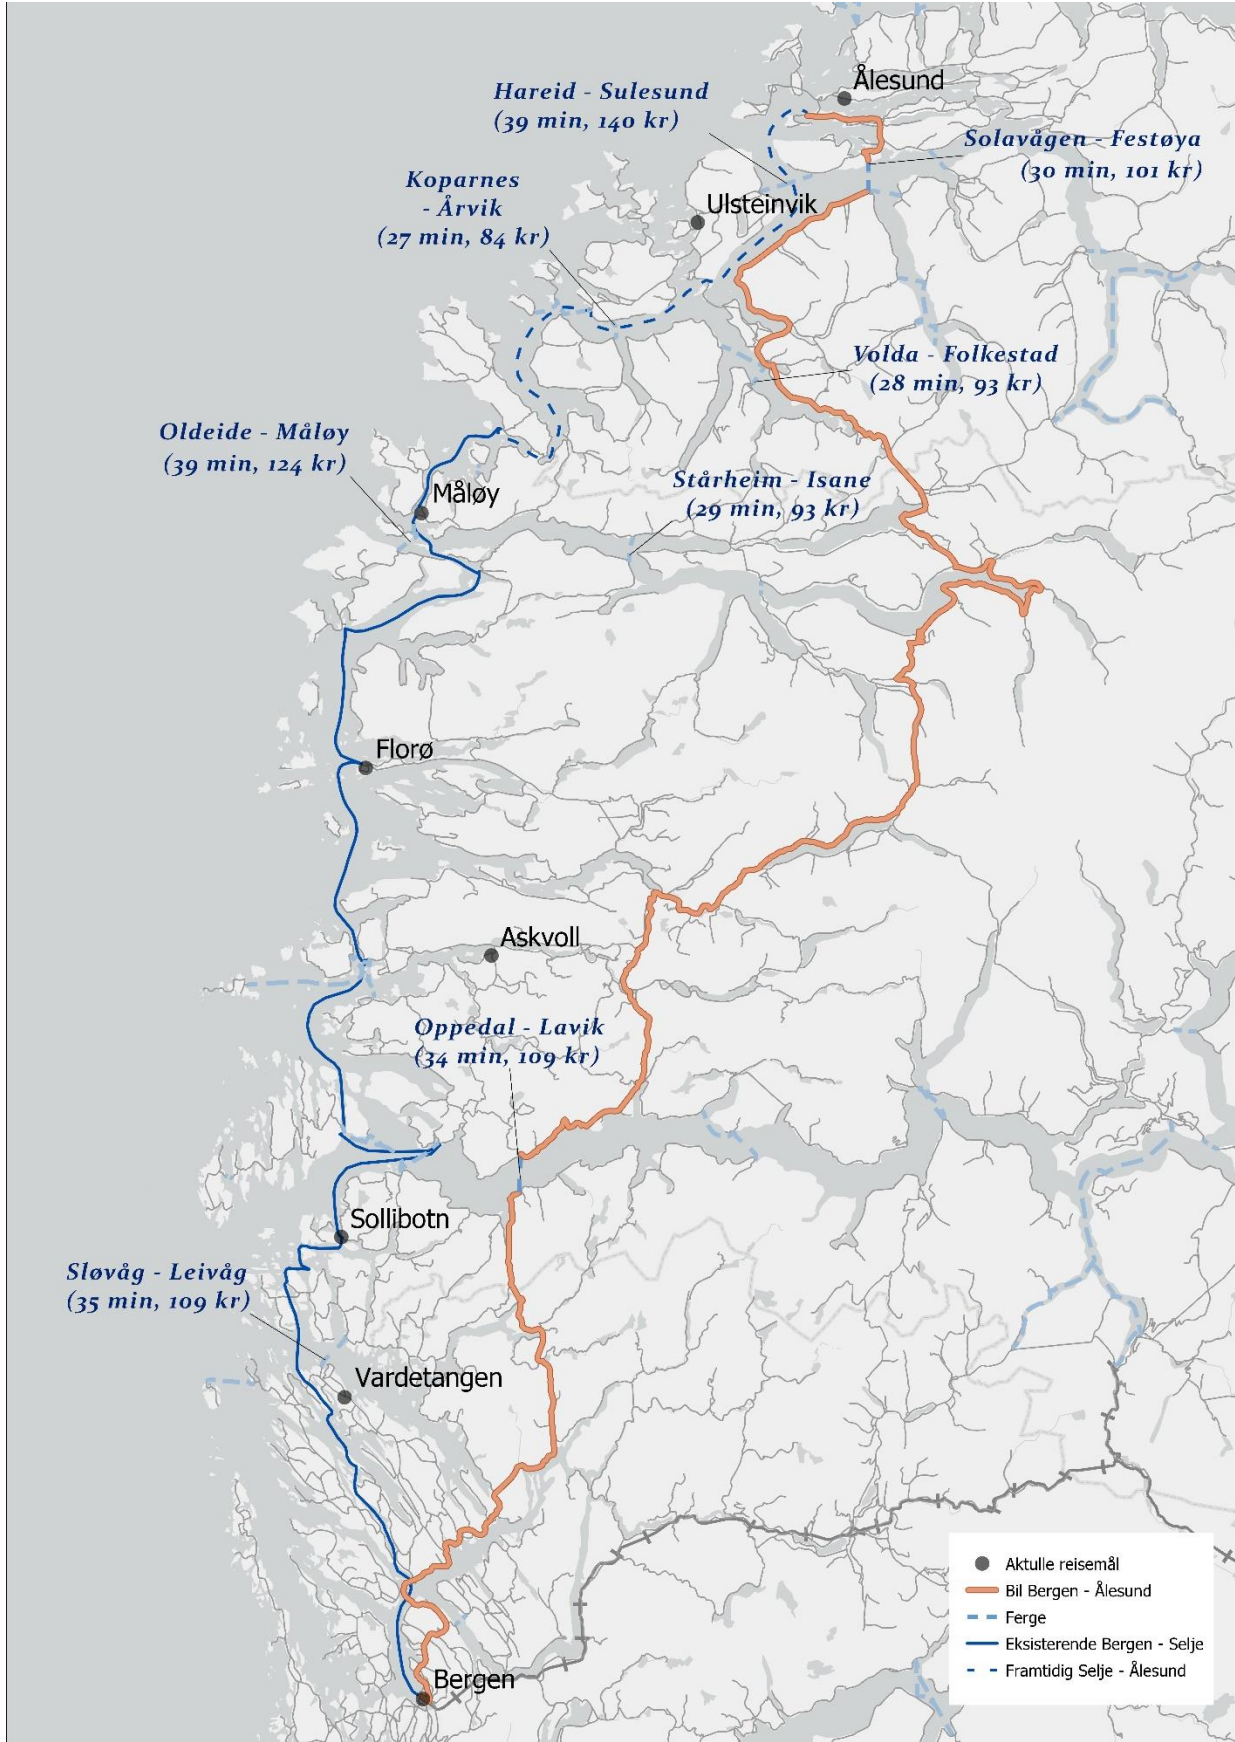 Ålesund
Hareid - Sulesund
(39 min, 140 kr)
Solavågen - Festøya
(30 min, 101 kr)
Koparnes
- Årvik
(27 min, 84 kr)
Ulsteinvik
Volda - Folkestad
(28 min, 93 kr)
Oldeide - Måløy
(39 min, 124 kr)
Stårheim - Isane
(29 min, 93 kr)
Måløy
Florø
Askvoll
Oppedal - Lavik
(34 min, 109 kr)
Sollibotn
Sløvåg - Leivåg
(35 min, 109 kr)
Vardetangen
Bergen
Aktulle reisemål
Bil Bergen - Ålesund
Ferge
Eksisterende Bergen - Selje
Framtidig Selje - Ålesund